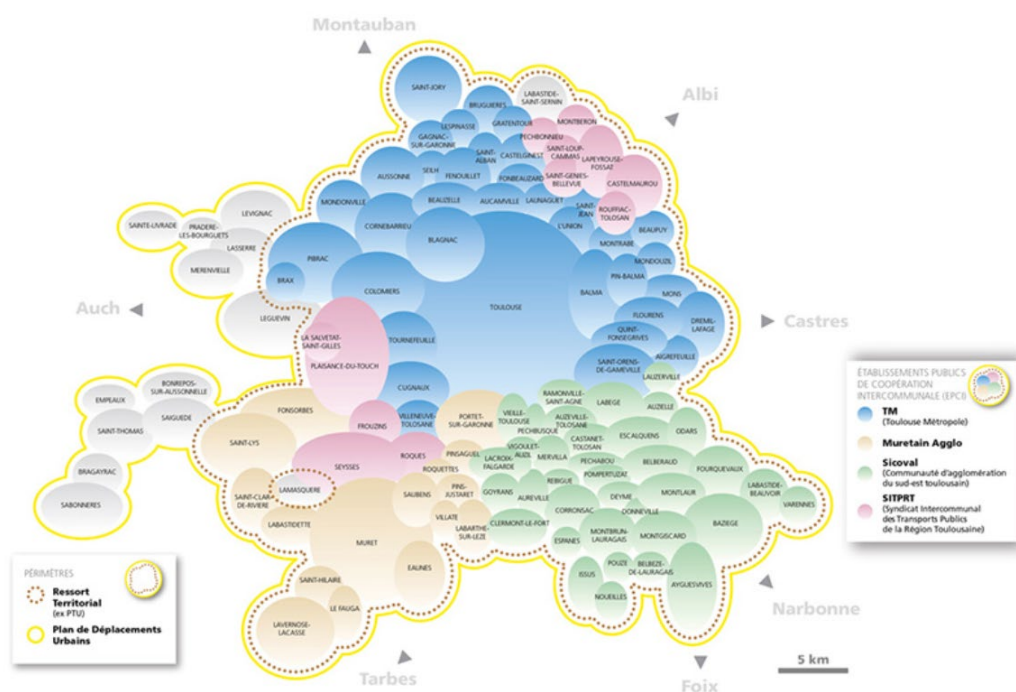 Montauban
Albi
Auch
Castres
Narbonne
Foix
Tarbes
SAINT-JORY
BRUGUIERES
LABASTIDE-
SAINT-SERNIN
LESPINASSE
GRATENTOUR
MONTBERON
GAGNAC-
SUR-GARONNE
PECHBONNIEU
SAINT-
ALBAN
CASTELGINEST
SAINT-LOUP-
CAMMAS
LAPEYROUSE-
FOSSAT
AUSSONNE
SEILH
FENOUILLET
FONBEAUZARD
SAINT-GENIES-
BELLEVUE
CASTELMAUROU
MONDONVILLE
BEAUZELLE
AUCAMVILLE
LAUNAGUET
SAINT-
JEAN
ROUFFIAC-
TOLOSAN
LEVIGNAC
SAINTE-LIVRADE
PRADERE-
LES-BOURGUETS
CORNEBARRIEU
L'UNION
BEAUPUY
LASSERRE
BLAGNAC
MONTRABE
PIBRAC
MONDOUZIL
MERENVIELLE
PIN-BALMA
BRAX
COLOMIERS
BALMA
MONS
TOULOUSE
LEGUEVIN
FLOURENS
DREMIL-
LAFAGE
LA SALVETAT-
SAINT-GILLES
TOURNEFEUILLE
QUINT-
FONSEGRIVES
PLAISANCE-DU-TOUCH
AIGREFEUILLE
SAINT-ORENS-
DE-GAMEVILLE
LAUZERVILLE
BONREPOS-
SUR-AUSSONNELLE
CUGNAUX
RAMONVILLE-
SAINT-AGNE
EMPEAUX
LABEGE
SAIGUEDE
FONSORBES
VILLENEUVE-
TOLOSANE
PORTET-
SUR-GARONNE
VIEILLE-
TOULOUSE
AUZEVILLE-
TOLOSANE
AUZIELLE
SAINT-THOMAS
FROUZINS
PECHBUSQUE
ODARS
SAINT-LYS
CASTANET-
TOLOSAN
ESCALQUENS
VIGOULET-
AUZIL
MERVILLA
ROQUES
PINSAGUEL
LACROIX-
FALGARDE
PECHABOU
BELBERAUD
BRAGAYRAC
SEYSSES
ROQUETTES
REBIGUE
POMPERTUZAT
FOURQUEVAUX
SABONNERES
SAINT-CLAR-
DE-RIVIERE
LAMASQUERE
SAUBENS
PINS-
JUSTARET
GOYRANS
AUREVILLE
DEYME
MONTLAUR
LABASTIDE-
BEAUVOIR
VARENNES
LABASTIDETTE
VILLATE
LABARTHE-
SUR-LEZE
CLERMONT-LE-FORT
CORRONSAC
DONNEVILLE
BAZIEGE
MURET
ESPANES
MONTBRUN-
LAURAGAIS
MONTGISCARD
EAUNES
POUZE
BELBEZE-
DE-LAURAGAIS
SAINT-HILAIRE
ISSUS
AYGUESVIVES
LE FAUGA
NOUEILLES
LAVERNOSE-
LACASSE
ÉTABLISSEMENTS PUBLICS
DE COOPÉRATION
INTERCOMMUNALE (EPCI)
TM
(Toulouse Métropole)
Muretain Agglo
Sicoval
(Communauté d'agglomération
du sud-est toulousain)
SITPRT
(Syndicat Intercommunal
des Transports Publics
de la Région Toulousaine)
PÉRIMÈTRES
Ressort
Territorial
(ex PTU)
Plan de Déplacements
Urbains
5 km